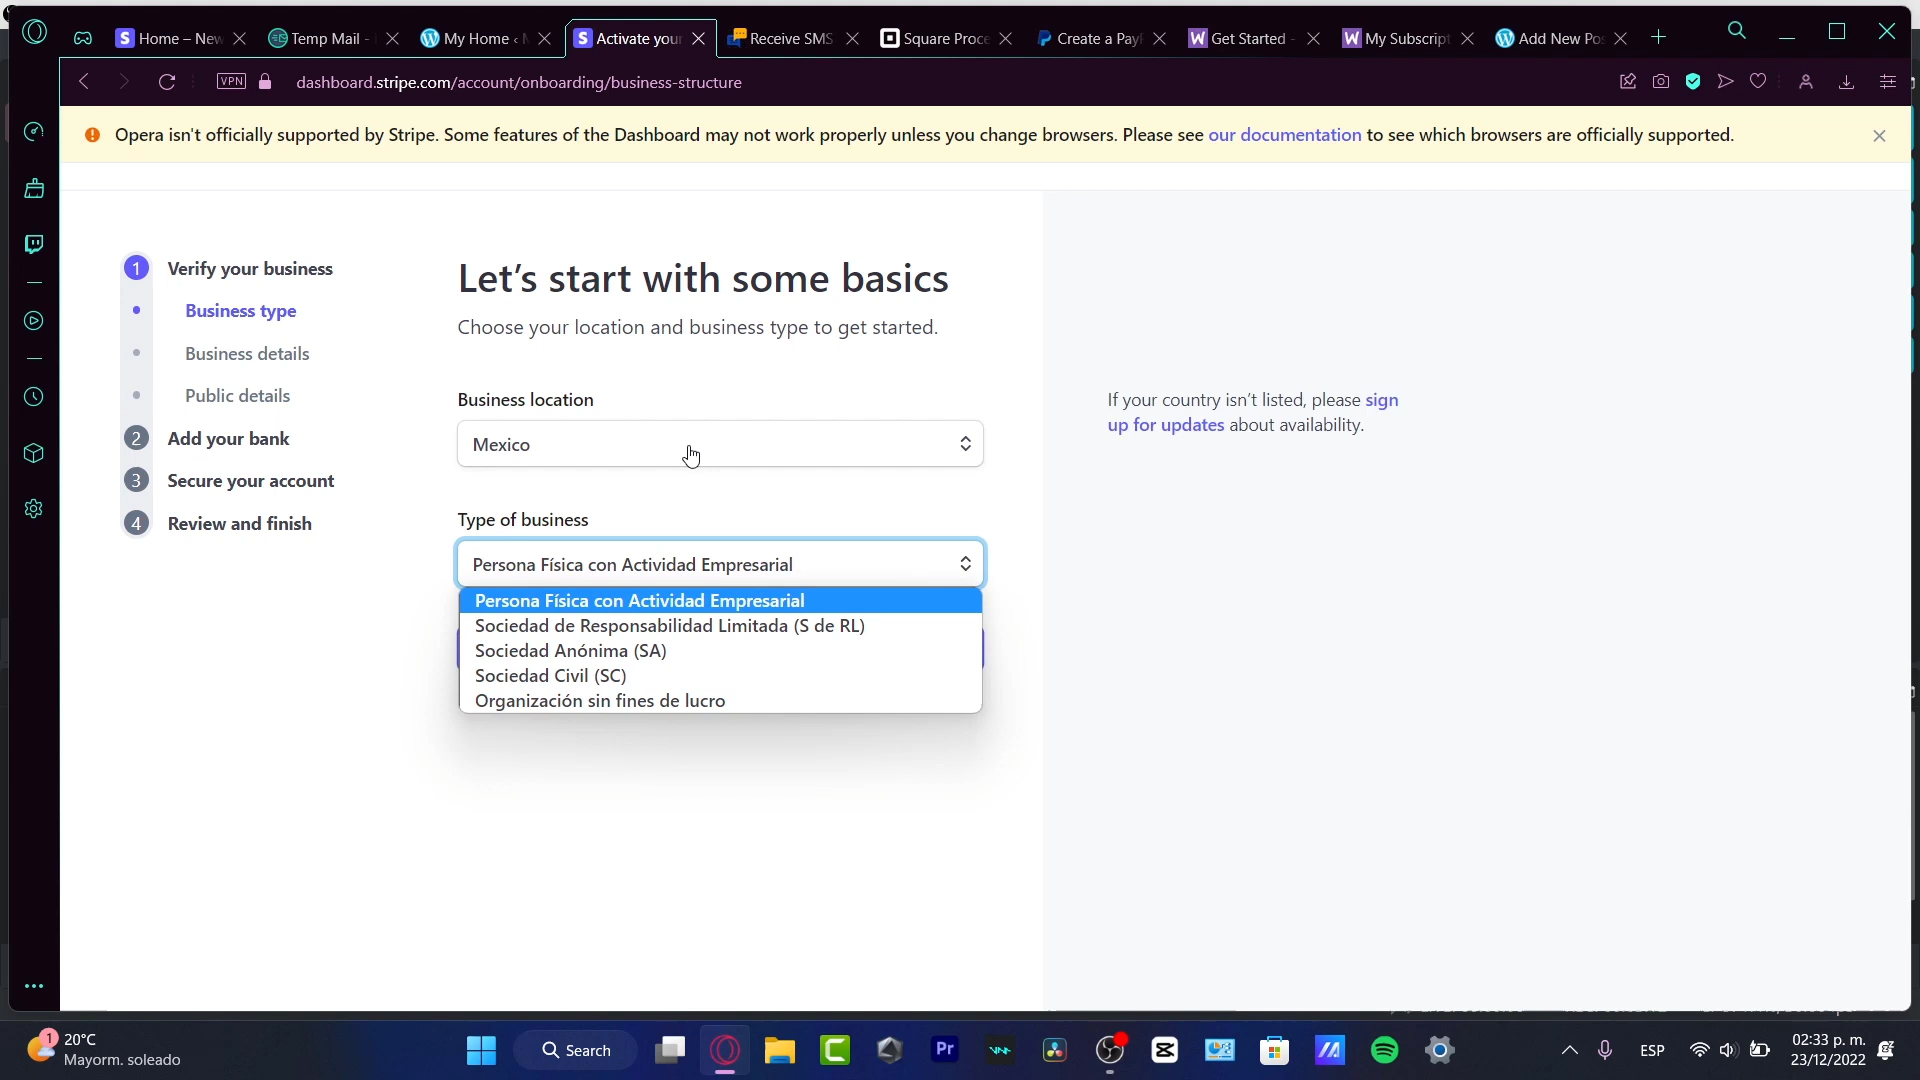 Home – New
Temp Mail -
My Home ‹
Activate your
Receive SMS
Square Proce
Create a Pay
Get Started -
My Subscript
Add New Pos
VPN
dashboard.stripe.com/account/onboarding/business-structure
Opera isn't officially supported by Stripe. Some features of the Dashboard may not work properly unless you change browsers. Please see our documentation to see which browsers are officially supported.
1 Verify your business
Business type
Business details
Public details
2 Add your bank
3 Secure your account
4 Review and finish
Let's start with some basics
Choose your location and business type to get started.
Business location
Mexico
Type of business
Persona Física con Actividad Empresarial
Persona Física con Actividad Empresarial
Sociedad de Responsabilidad Limitada (S de RL)
Sociedad Anónima (SA)
Sociedad Civil (SC)
Organización sin fines de lucro
If your country isn't listed, please sign
up for updates about availability.
1
20°C
Mayorm. soleado
Search
Pr
ESP
02:33 p. m.
23/12/2022